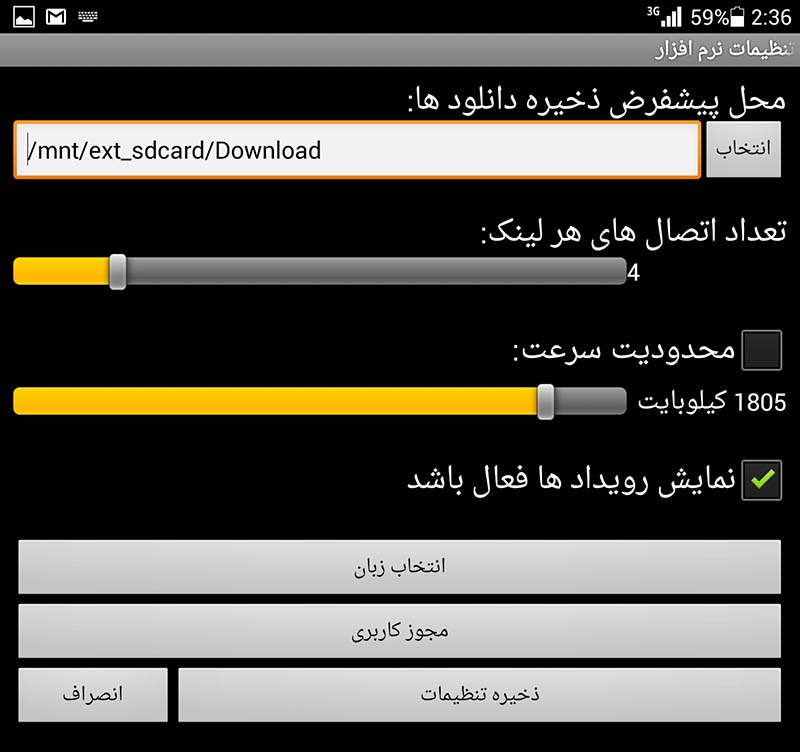 3G 59% 2:36
تنظیمات نرم افزار
محل پیشفرض ذخیره دانلود ها:
انتخاب
/mnt/ext_sdcard/Download
تعداد اتصال های هر لینک:
4
محدودیت سرعت:
1805 کیلوبایت
نمایش رویداد ها فعال باشد
انتخاب زبان
مجوز کاربری
ذخیره تنظیمات
انصراف